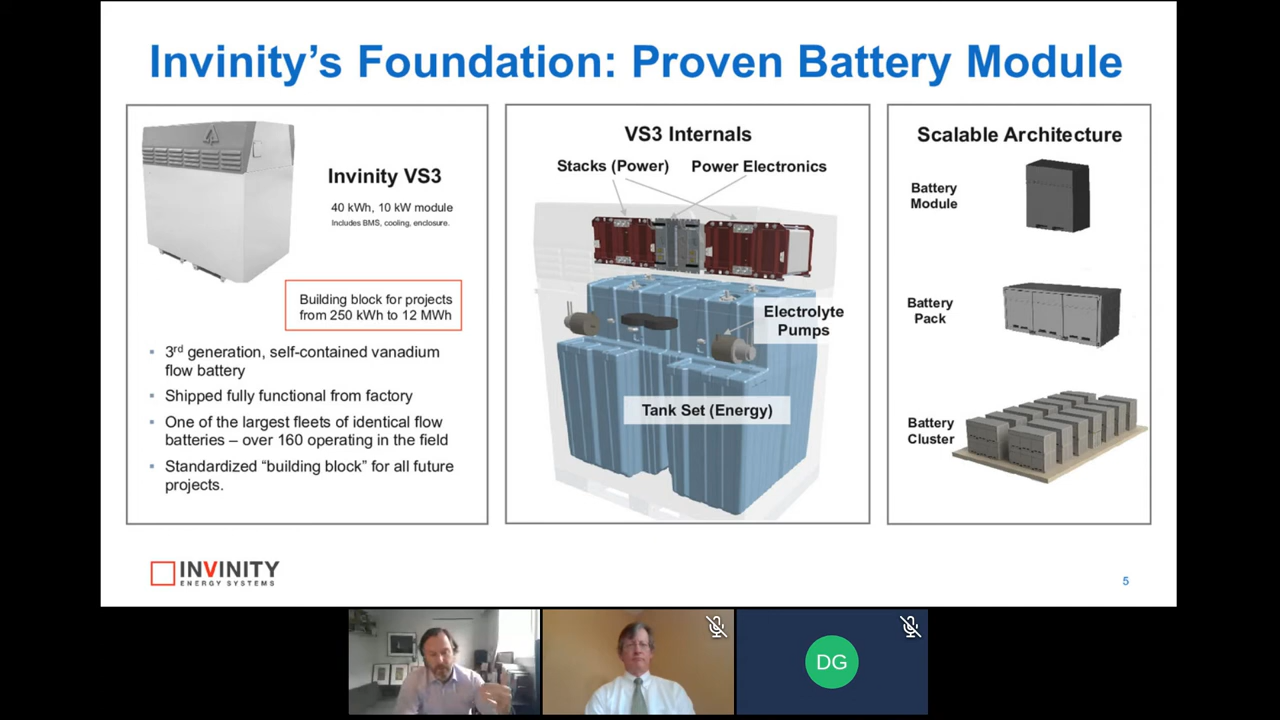 Invinity's Foundation: Proven Battery Module
Invinity VS3
40 kWh, 10 kW module
Includes BMS, cooling, enclosure.
Building block for projects
from 250 kWh to 12 MWh
▪ 3rd generation, self-contained vanadium
flow battery
▪ Shipped fully functional from factory
▪ One of the largest fleets of identical flow
batteries – over 160 operating in the field
▪ Standardized “building block” for all future
projects.
VS3 Internals
Stacks (Power)
Power Electronics
Electrolyte
Pumps
Tank Set (Energy)
Scalable Architecture
Battery
Module
Battery
Pack
Battery
Cluster
INVINITY
ENERGY SYSTEMS
5
DG